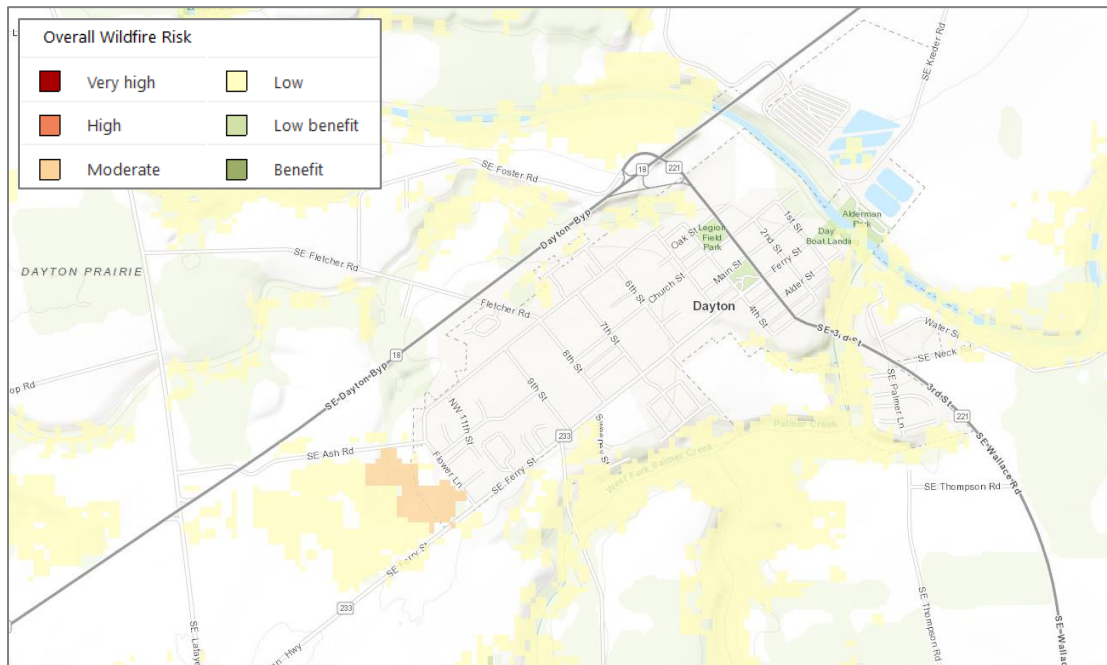 Overall Wildfire Risk
Very high
Low
High
Low benefit
Moderate
Benefit
SE Kreder Rd
SE Foster Rd
18
221
Dayton Byp
Alderman
Park
1st St
Legion
Field
Park
2nd St
Day
Boat Landing
Oak St
Ferry St
SE Fletcher Rd
DAYTON PRAIRIE
Main St
Church St
Alder St
6th St
Fletcher Rd
Dayton
4th St
7th St
SE 3rd St
Water St
18
8th St
SE Neck
SE Dayton Byp
9th St
SE Palmer Ln
3rd St
NW 11th St
221
Palmer Creek
233
SE Ash Rd
Flower Ln
SE Ferry St
West Fork Palmer Creek
SE Wallace Rd
SE Thompson Rd
SE Ferry St
233
SE Thompson Rd
SE Lafay
Hwy
SE Walla